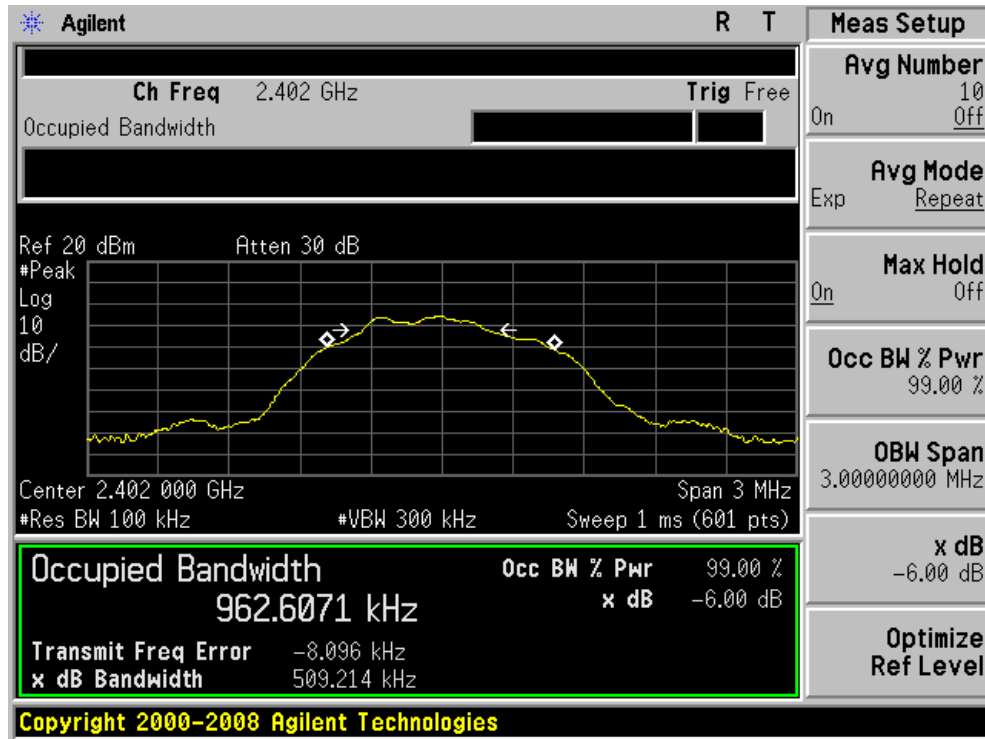 Agilent R T
Ch Freq 2.402 GHz Trig Free
Occupied Bandwidth
Ref 20 dBm Atten 30 dB
#Peak
Log
10
dB/
Center 2.402 000 GHz Span 3 MHz
#Res BW 100 kHz #VBW 300 kHz Sweep 1 ms (601 pts)
Occupied Bandwidth Occ BW % Pwr 99.00 %
962.6071 kHz x dB -6.00 dB
Transmit Freq Error -8.096 kHz
x dB Bandwidth 509.214 kHz
Copyright 2000-2008 Agilent Technologies
Meas Setup
Avg Number
10
On Off
Avg Mode
Exp Repeat
Max Hold
On Off
Occ BW % Pwr
99.00 %
OBW Span
3.00000000 MHz
x dB
-6.00 dB
Optimize
Ref Level